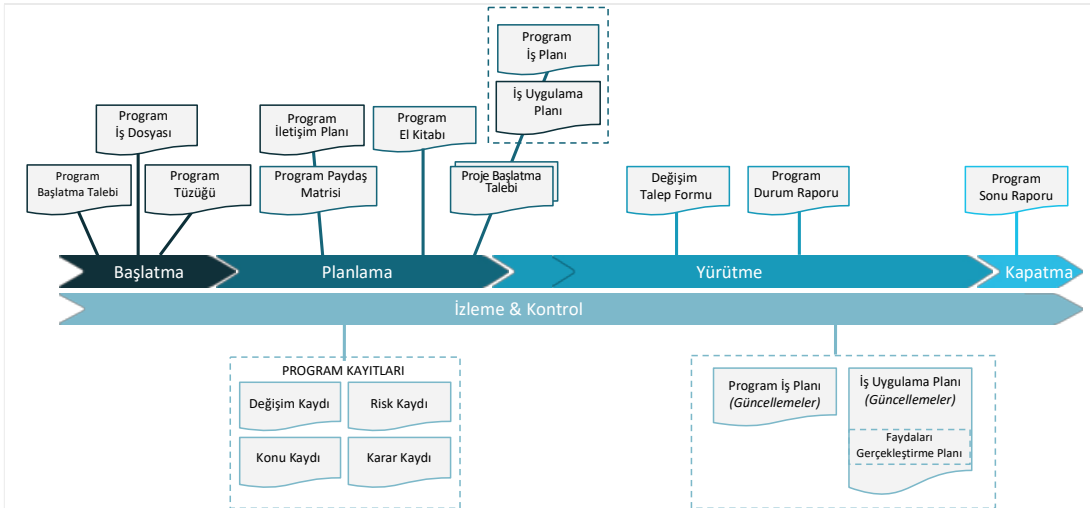 Program
İş Planı
İş Uygulama
Planı
Program
İş Dosyası
Program
İletişim Planı
Program
El Kitabı
Program
Başlatma Talebi
Program
Tüzüğü
Program Paydaş
Matrisi
Proje Başlatma
Talebi
Değişim
Talep Formu
Program
Durum Raporu
Program
Sonu Raporu
Başlatma
Planlama
Yürütme
Kapatma
İzleme & Kontrol
PROGRAM KAYITLARI
Değişim Kaydı
Risk Kaydı
Konu Kaydı
Karar Kaydı
Program İş Planı
(Güncellemeler)
İş Uygulama Planı
(Güncellemeler)
Faydaları
Gerçekleştirme Planı